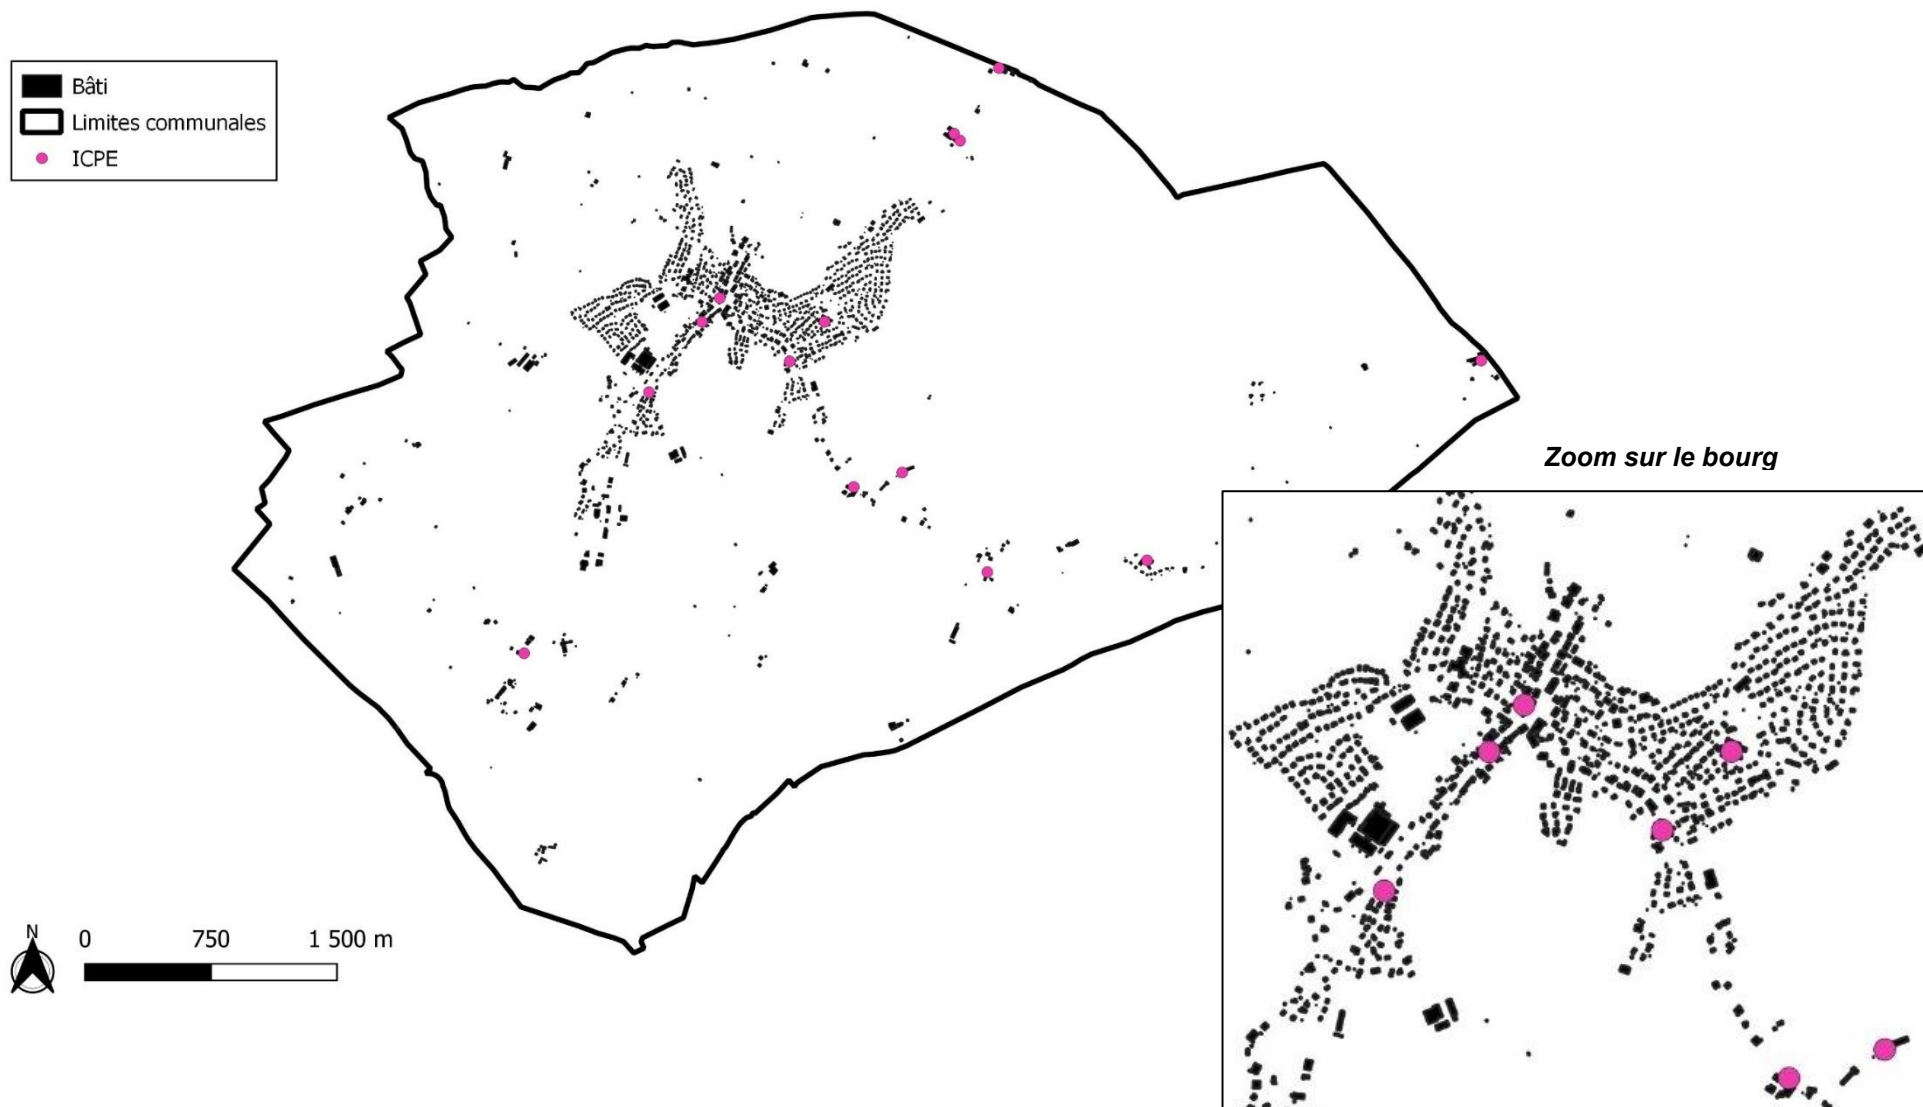 Bâti
Limites communales
ICPE
Zoom sur le bourg
N
0 750 1 500 m